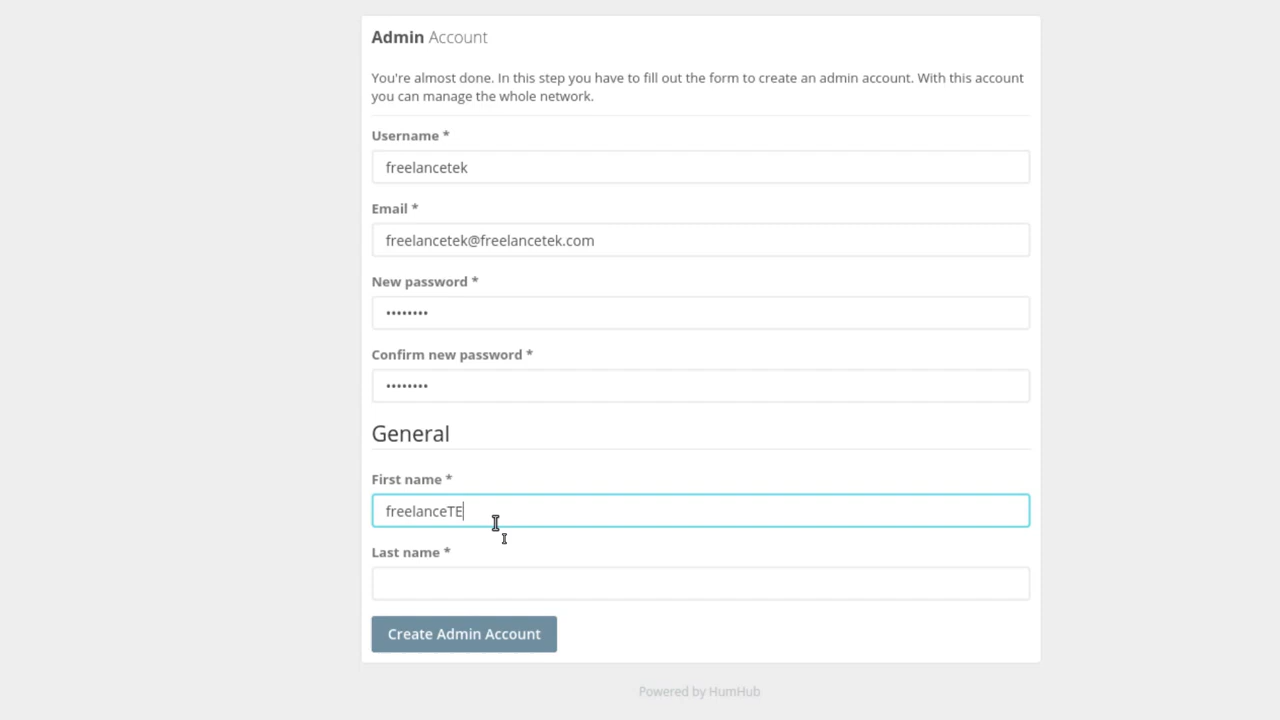 Admin Account
You're almost done. In this step you have to fill out the form to create an admin account. With this account
you can manage the whole network.
Username *
freelancetek
Email *
freelancetek@freelancetek.com
New password *
••••••••
Confirm new password *
••••••••
General
First name *
freelanceTE
Last name *
Create Admin Account
Powered by HumHub